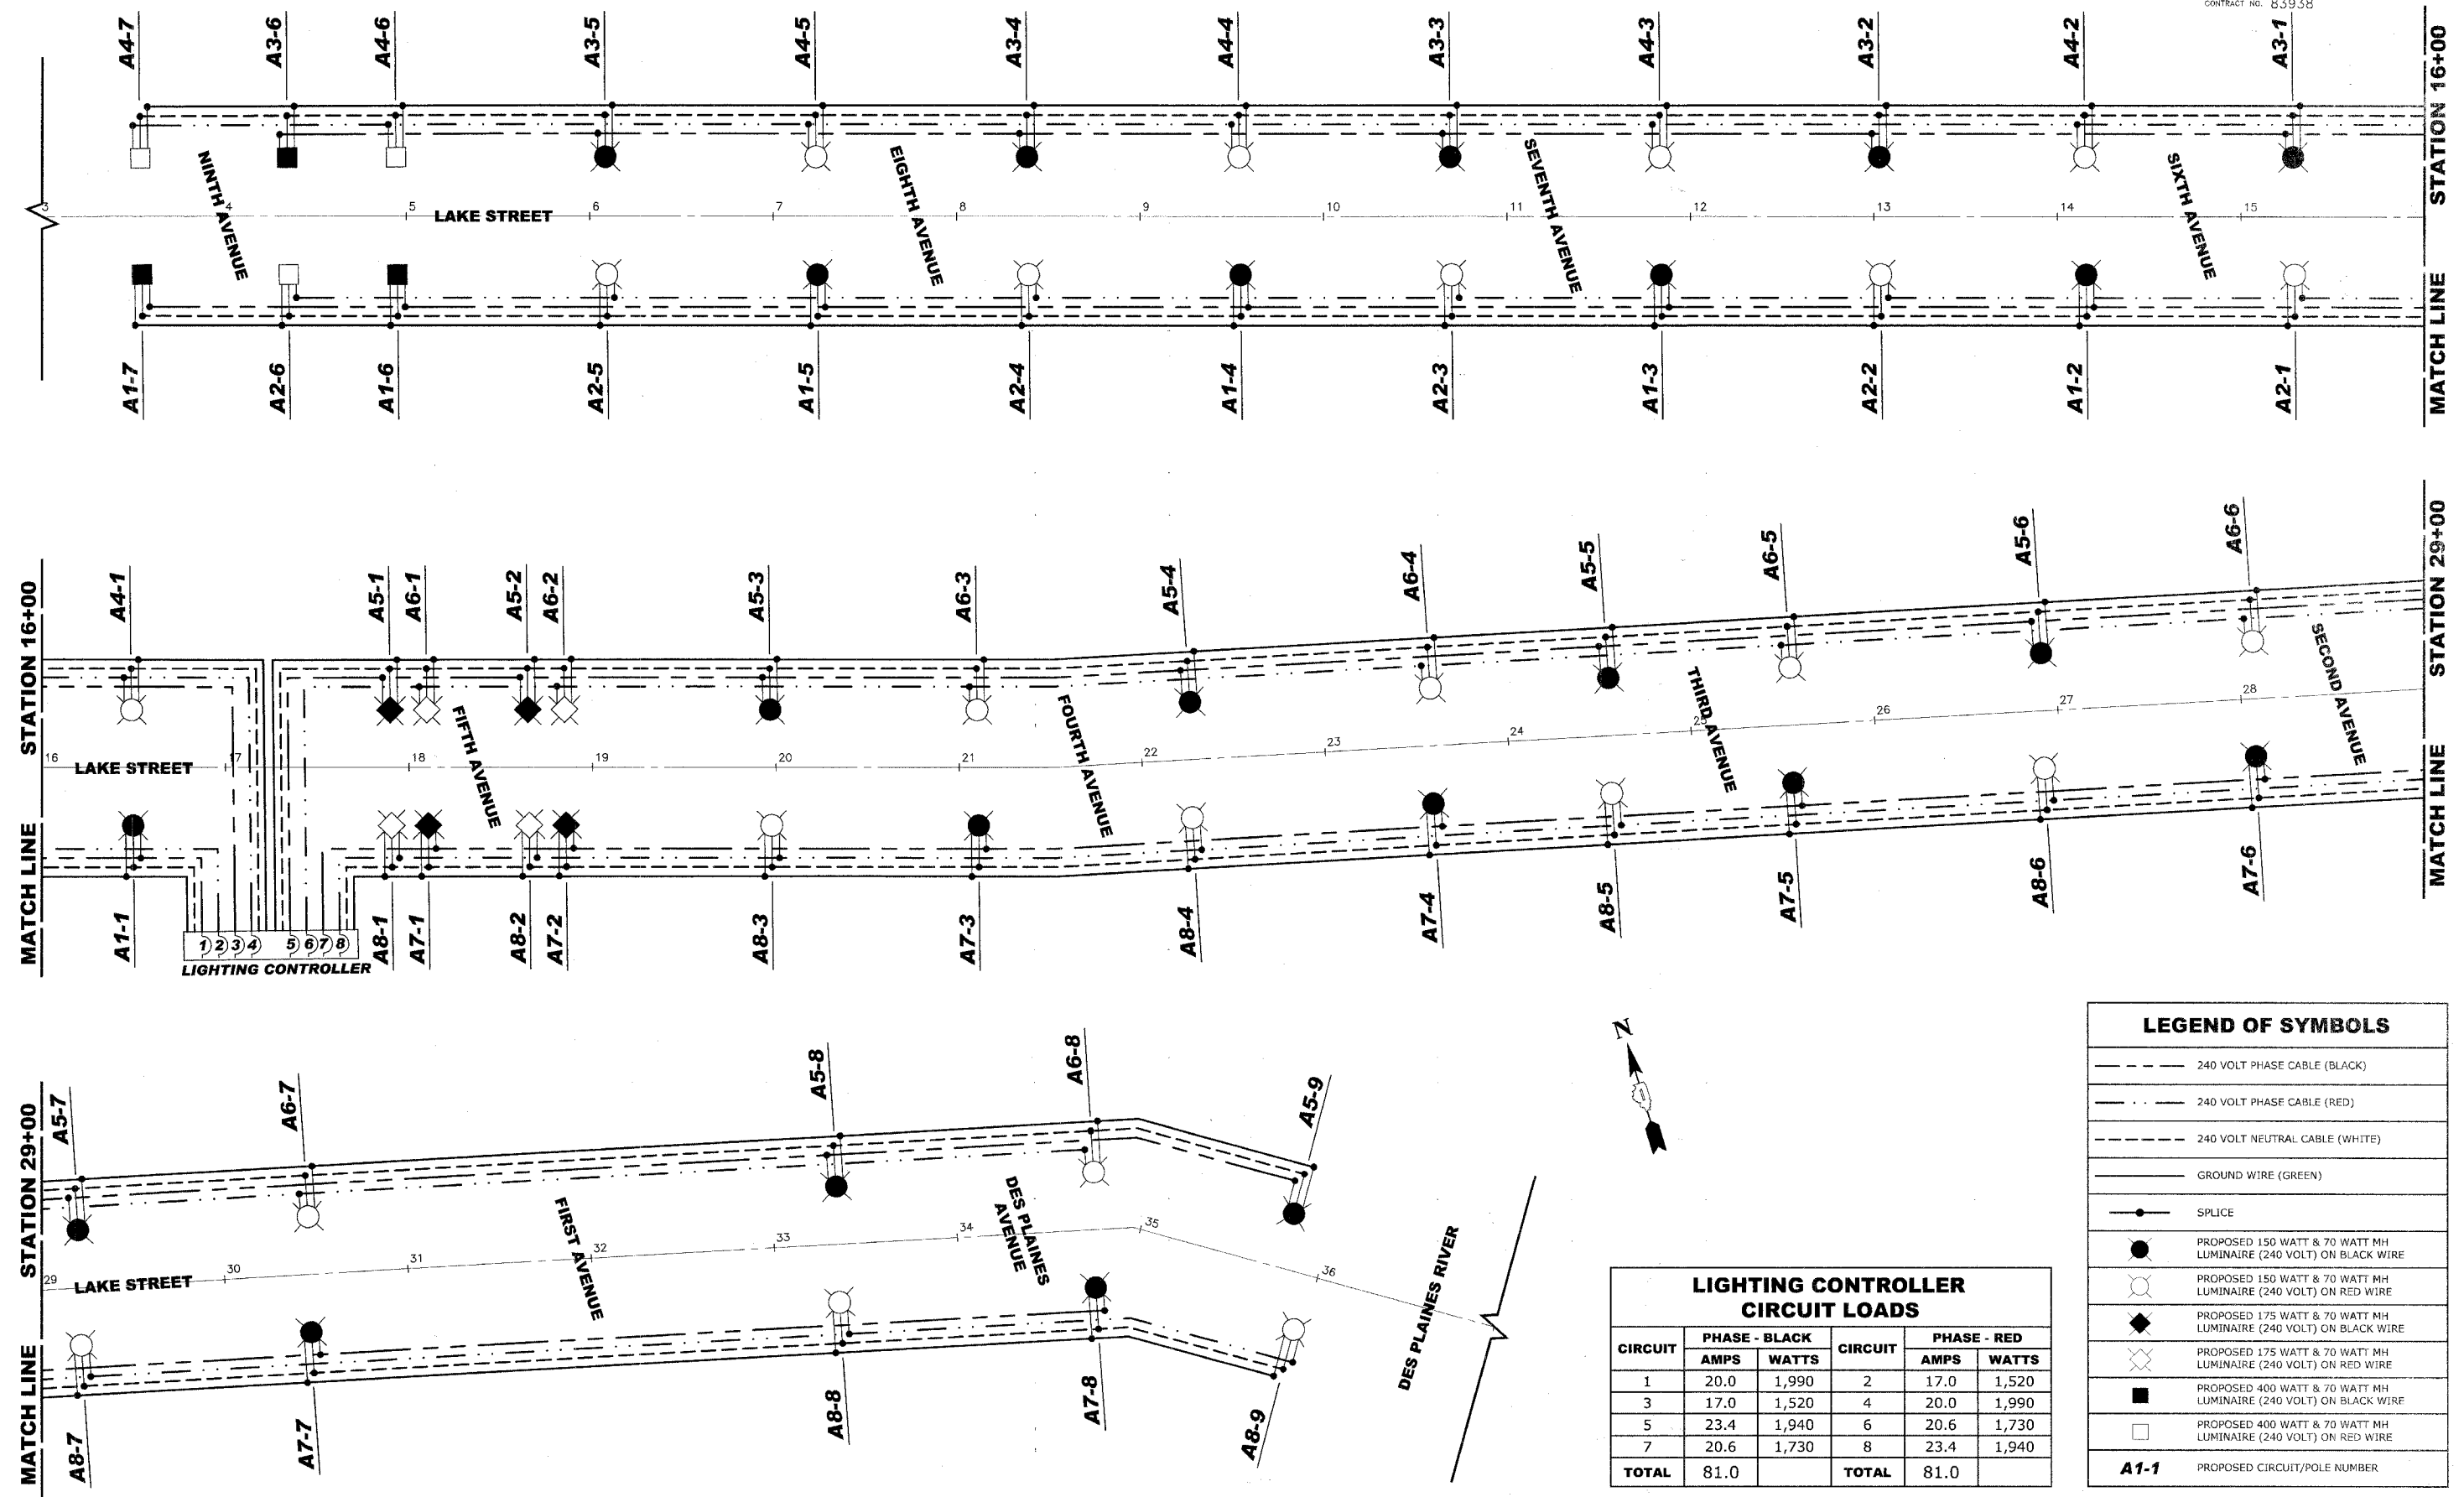 CONTRACT NO. 83938
A4-7
A3-6
A4-6
A3-5
A4-5
A3-4
A4-4
A3-3
A4-3
A3-2
A4-2
A3-1
STATION 16+00
NINTH AVENUE
EIGHTH AVENUE
SEVENTH AVENUE
SIXTH AVENUE
3
4
5
LAKE STREET
6
7
8
9
10
11
12
13
14
15
MATCH LINE
A1-7
A2-6
A1-6
A2-5
A1-5
A2-4
A1-4
A2-3
A1-3
A2-2
A1-2
A2-1
STATION 16+00
A4-1
A5-1
A6-1
A5-2
A6-2
A5-3
A6-3
A5-4
A6-4
A5-5
A6-5
A5-6
A6-6
STATION 29+00
FIFTH AVENUE
FOURTH AVENUE
THIRD AVENUE
SECOND AVENUE
16
LAKE STREET
17
18
19
20
21
22
23
24
25
26
27
28
MATCH LINE
A1-1
1
2
3
4
5
6
7
8
LIGHTING CONTROLLER
A8-1
A7-1
A8-2
A7-2
A8-3
A7-3
A8-4
A7-4
A8-5
A7-5
A8-6
A7-6
MATCH LINE
STATION 29+00
A5-7
A6-7
A5-8
A6-8
A5-9
N
FIRST AVENUE
DES PLAINES
AVENUE
DES PLAINES RIVER
29
LAKE STREET
30
31
32
33
34
35
36
MATCH LINE
A8-7
A7-7
A8-8
A7-8
A8-9
LIGHTING CONTROLLER
CIRCUIT LOADS
CIRCUIT PHASE - BLACK CIRCUIT PHASE - RED
AMPS WATTS AMPS WATTS
1 20.0 1,990 2 17.0 1,520
3 17.0 1,520 4 20.0 1,990
5 23.4 1,940 6 20.6 1,730
7 20.6 1,730 8 23.4 1,940
TOTAL 81.0 TOTAL 81.0
LEGEND OF SYMBOLS
240 VOLT PHASE CABLE (BLACK)
240 VOLT PHASE CABLE (RED)
240 VOLT NEUTRAL CABLE (WHITE)
GROUND WIRE (GREEN)
SPLICE
PROPOSED 150 WATT & 70 WATT MH
LUMINAIRE (240 VOLT) ON BLACK WIRE
PROPOSED 150 WATT & 70 WATT MH
LUMINAIRE (240 VOLT) ON RED WIRE
PROPOSED 175 WATT & 70 WATT MH
LUMINAIRE (240 VOLT) ON BLACK WIRE
PROPOSED 175 WATT & 70 WATT MH
LUMINAIRE (240 VOLT) ON RED WIRE
PROPOSED 400 WATT & 70 WATT MH
LUMINAIRE (240 VOLT) ON BLACK WIRE
PROPOSED 400 WATT & 70 WATT MH
LUMINAIRE (240 VOLT) ON RED WIRE
A1-1 PROPOSED CIRCUIT/POLE NUMBER